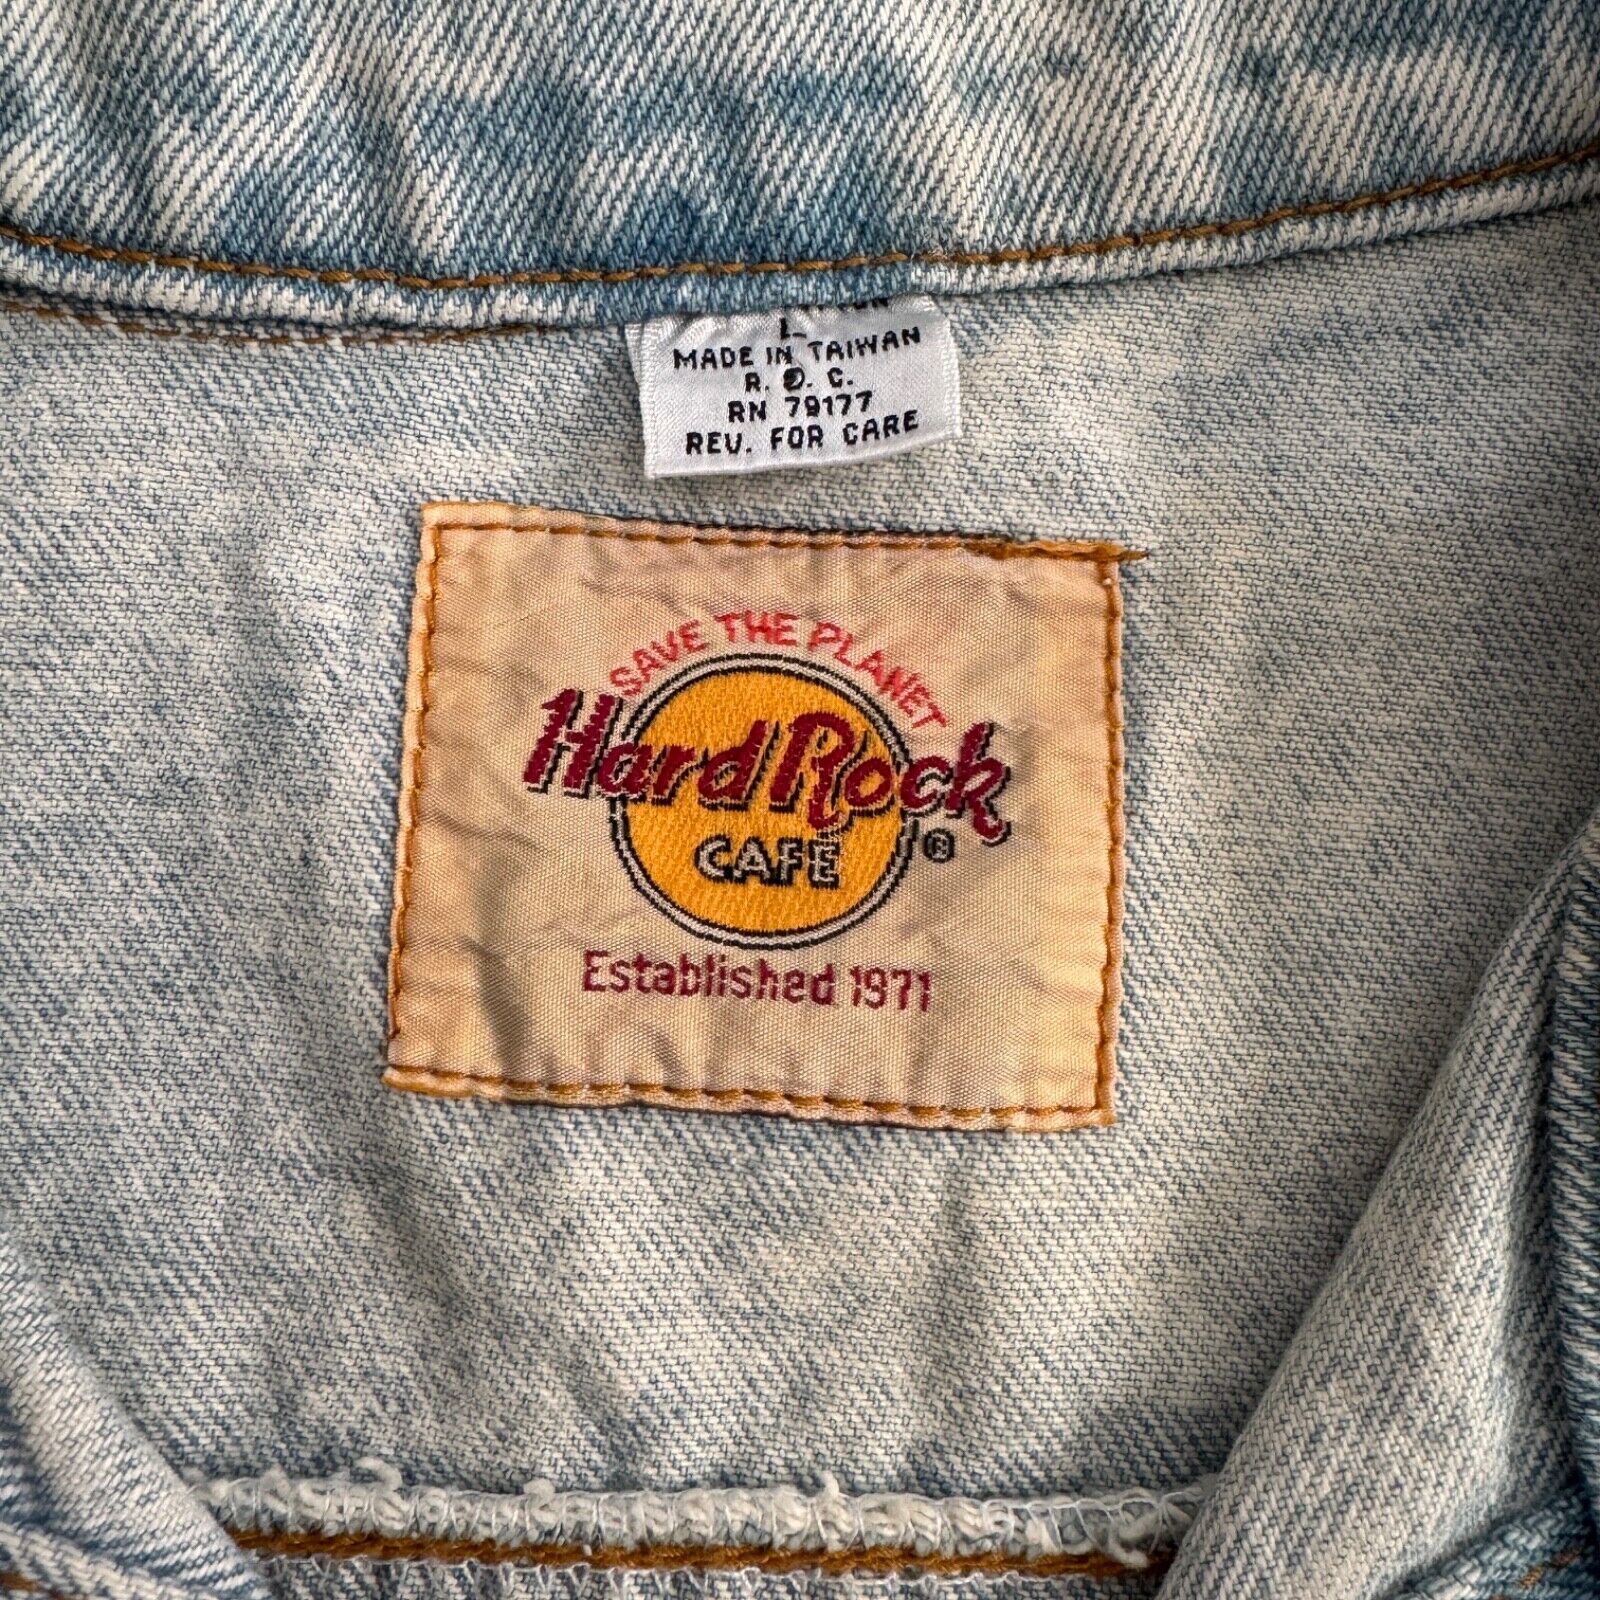 L
MADE IN TAIWAN
R. O. C.
RN 79177
REV. FOR CARE
SAVE THE PLANET
Hard Rock
CAFE ®
Established 1971